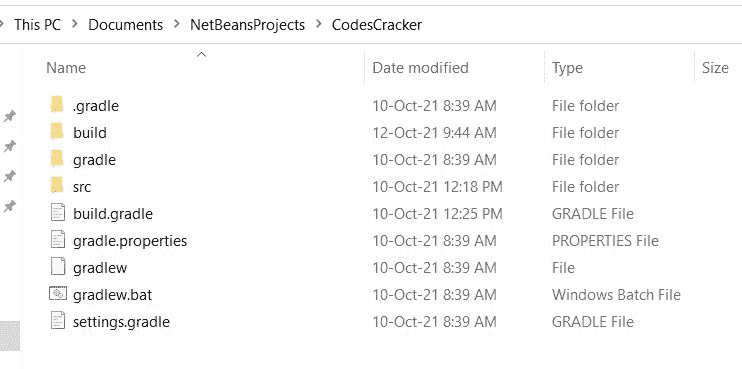 This PC > Documents > NetBeansProjects > CodesCracker
Name Date modified Type Size
.gradle 10-Oct-21 8:39 AM File folder
build 12-Oct-21 9:44 AM File folder
gradle 10-Oct-21 8:39 AM File folder
src 10-Oct-21 12:18 PM File folder
build.gradle 10-Oct-21 12:25 PM GRADLE File
gradle.properties 10-Oct-21 8:39 AM PROPERTIES File
gradlew 10-Oct-21 8:39 AM File
gradlew.bat 10-Oct-21 8:39 AM Windows Batch File
settings.gradle 10-Oct-21 8:39 AM GRADLE File